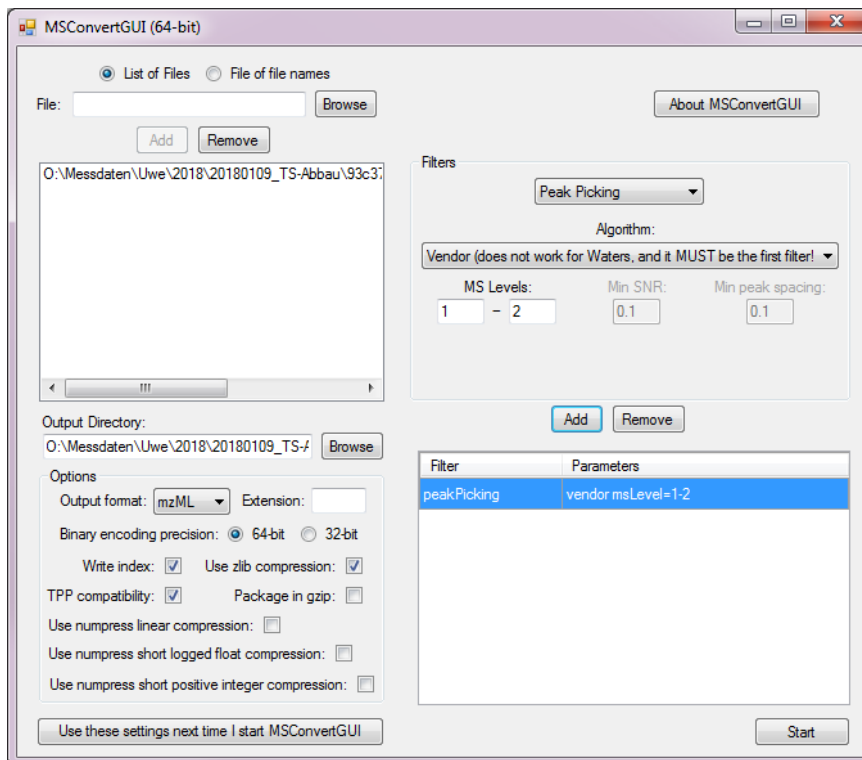 MSConvertGUI (64-bit)
List of Files File of file names
File: Browse
About MSConvertGUI
Add Remove
O:\Messdaten\Uwe\2018\20180109_TS-Abbau\93c37
Filters
Peak Picking
Algorithm:
Vendor (does not work for Waters, and it MUST be the first filter!
MS Levels: Min SNR: Min peak spacing:
1 – 2 0.1 0.1
Output Directory:
O:\Messdaten\Uwe\2018\20180109_TS-A Browse
Add Remove
Options
Output format: mzML Extension:
Binary encoding precision: 64-bit 32-bit
Write index: Use zlib compression:
TPP compatibility: Package in gzip:
Use numpress linear compression:
Use numpress short logged float compression:
Use numpress short positive integer compression:
Filter Parameters
peakPicking vendor msLevel=1-2
Use these settings next time I start MSConvertGUI
Start